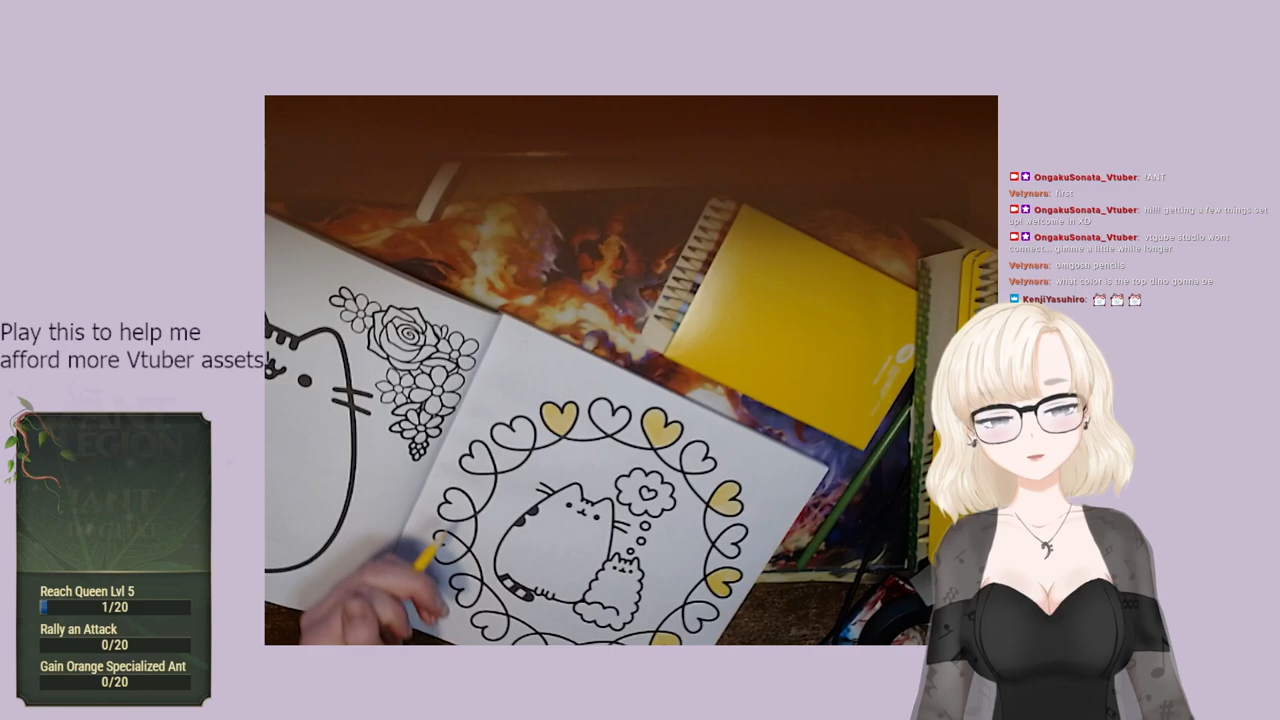 OngakuSonata_Vtuber: !ANT
Velynara: first
OngakuSonata_Vtuber: hi!!! getting a few things set
up! welcome in XD
OngakuSonata_Vtuber: vtgube studio wont
connect... gimme a little while longer
Velynara: omgosh pencils
Velynara: what color is the top dino gonna be
KenjiYasuhiro:
Play this to help me
afford more Vtuber assets!
Reach Queen Lvl 5
1/20
Rally an Attack
0/20
Gain Orange Specialized Ant
0/20